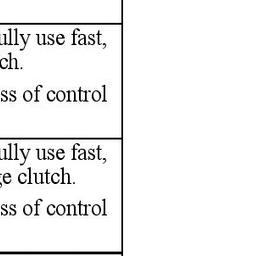 ully use fast,
ch.
ss of control
ully use fast,
ge clutch.
ss of control